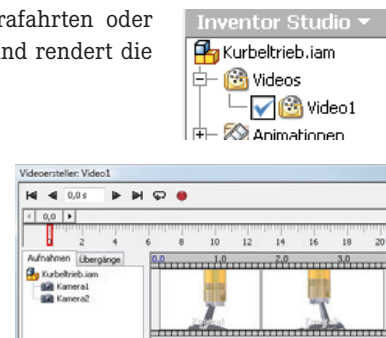 rafahrten oder
nd rendert die
Inventor Studio
Kurbeltrieb.iam
Videos
Video1
Animationen
Videoersteller: Video1
0,0 s
0,0
2 4 6 8 10 12 14 16 18 20
Aufnahmen Übergänge
0,0 1,0 2,0 3,0
Kurbeltrieb.iam
Kamera1
Kamera2